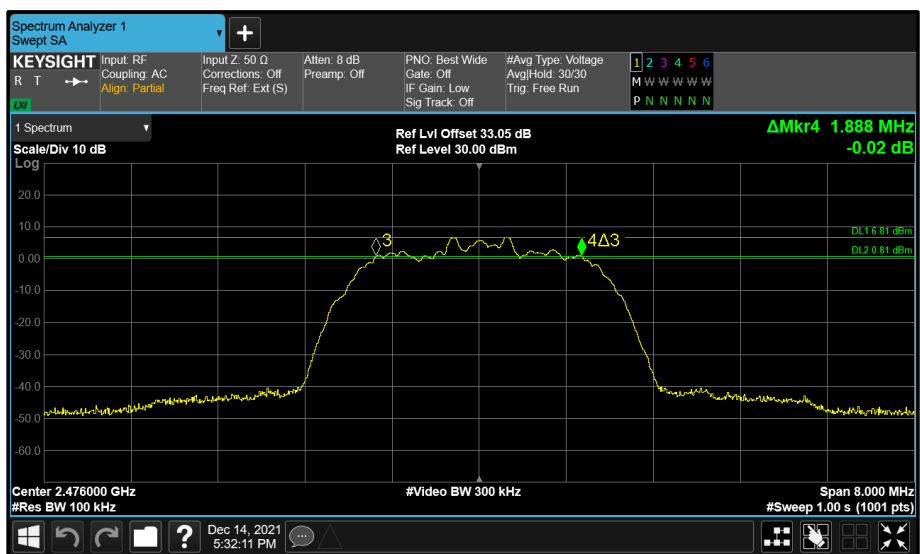 Spectrum Analyzer 1
Swept SA
KEYSIGHT
R T
LXI
Input: RF
Coupling: AC
Align: Partial
Input Z: 50 Ω
Corrections: Off
Freq Ref: Ext (S)
Atten: 8 dB
Preamp: Off
PNO: Best Wide
Gate: Off
IF Gain: Low
Sig Track: Off
#Avg Type: Voltage
Avg|Hold: 30/30
Trig: Free Run
1 2 3 4 5 6
M W W W W W
P N N N N N
1 Spectrum
Scale/Div 10 dB
Log
Ref Lvl Offset 33.05 dB
Ref Level 30.00 dBm
ΔMkr4 1.888 MHz
-0.02 dB
20.0
10.0
0.00
-10.0
-20.0
-30.0
-40.0
-50.0
-60.0
3
4Δ3
DL1 6.81 dBm
DL2 0.81 dBm
Center 2.476000 GHz
#Res BW 100 kHz
#Video BW 300 kHz
Span 8.000 MHz
#Sweep 1.00 s (1001 pts)
?
Dec 14, 2021
5:32:11 PM